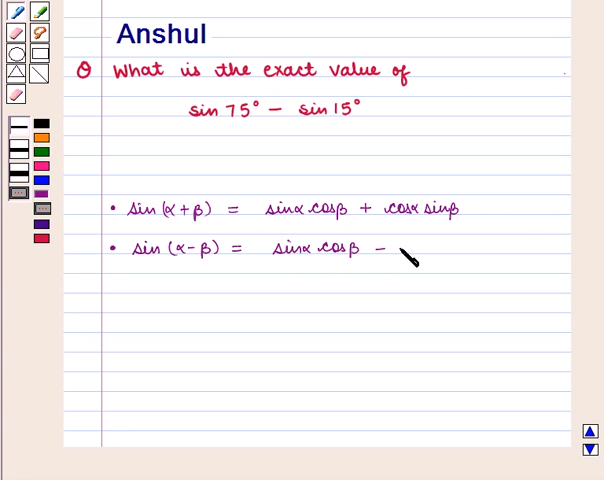 Anshul
Q What is the exact value of
sin 75° - sin 15°
• sin (α + β) = sinα cosβ + cosα sinβ
• sin (α - β) = sinα cosβ -